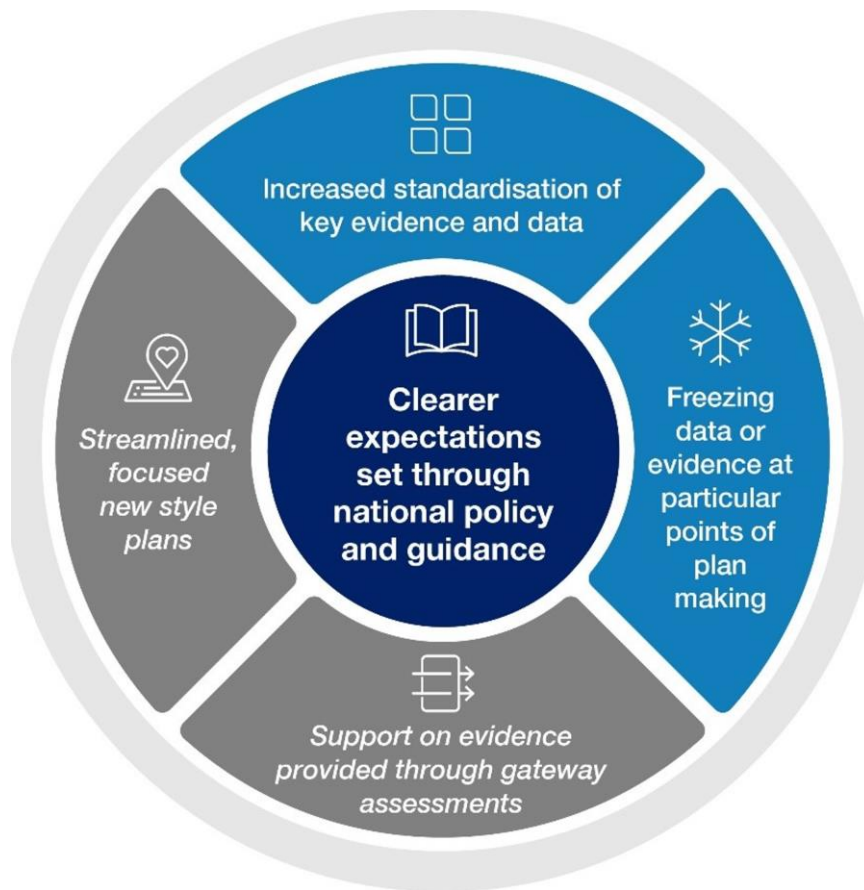 Increased standardisation of
key evidence and data
Streamlined,
focused
new style
plans
Clearer
expectations
set through
national policy
and guidance
Freezing
data or
evidence at
particular
points of
plan
making
Support on evidence
provided through gateway
assessments